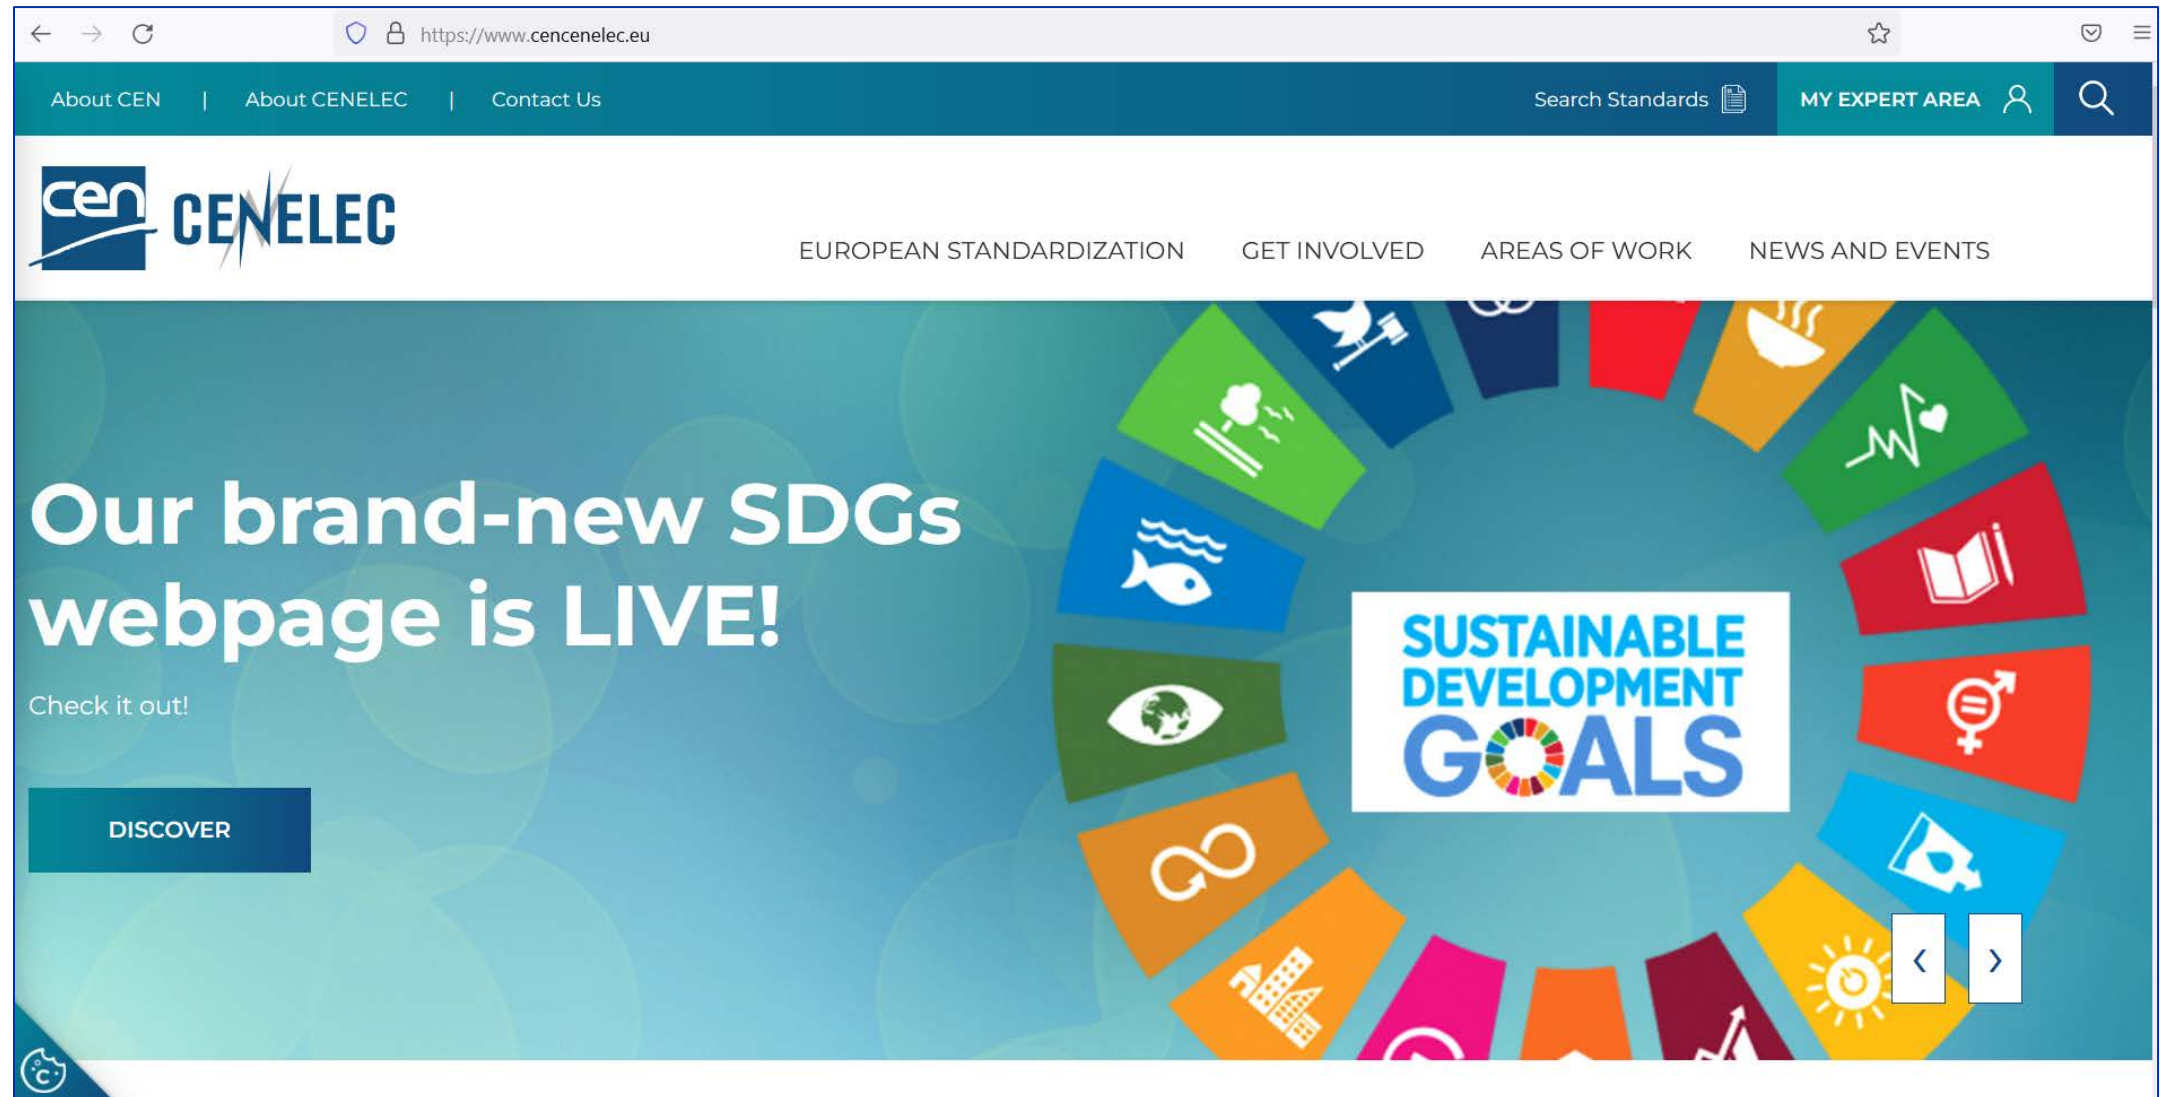 https://www.cencenelec.eu
About CEN | About CENELEC | Contact Us
Search Standards
MY EXPERT AREA
cen CENELEC
EUROPEAN STANDARDIZATION GET INVOLVED AREAS OF WORK NEWS AND EVENTS
Our brand-new SDGs
webpage is LIVE!
Check it out!
DISCOVER
SUSTAINABLE
DEVELOPMENT
GOALS